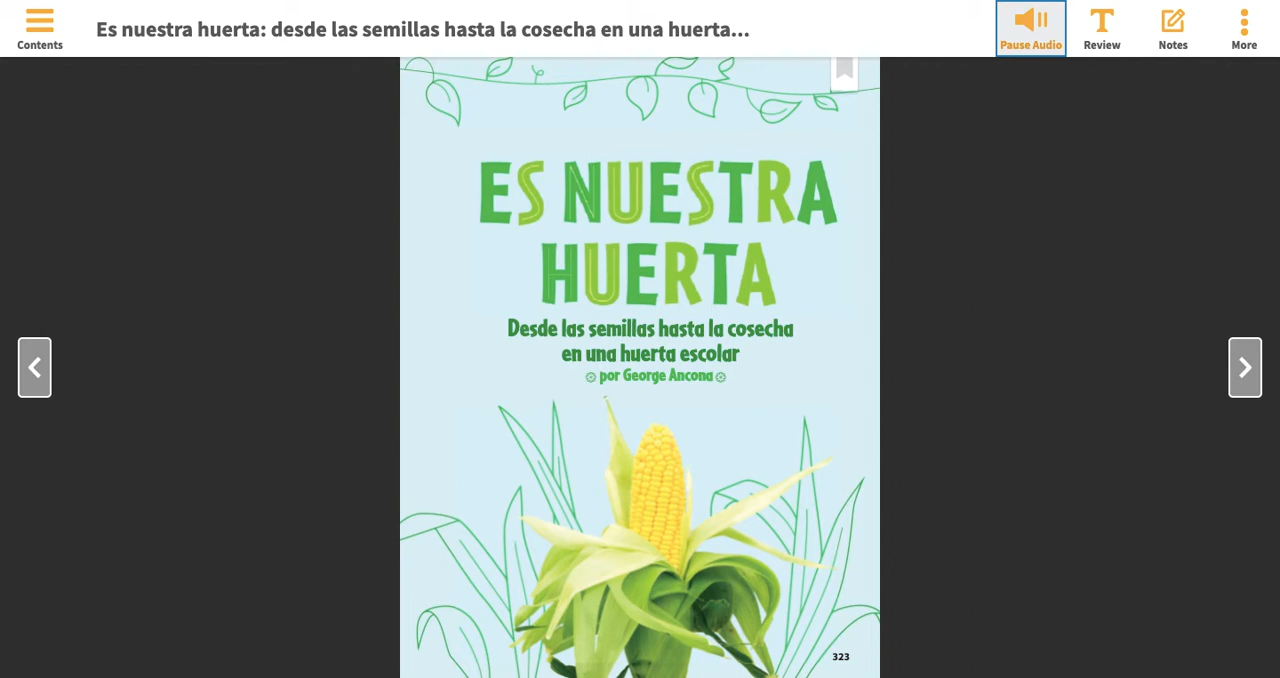 Contents
Es nuestra huerta: desde las semillas hasta la cosecha en una huerta...
Pause Audio
Review
Notes
More
ES NUESTRA
HUERTA
Desde las semillas hasta la cosecha
en una huerta escolar
por George Ancona
323